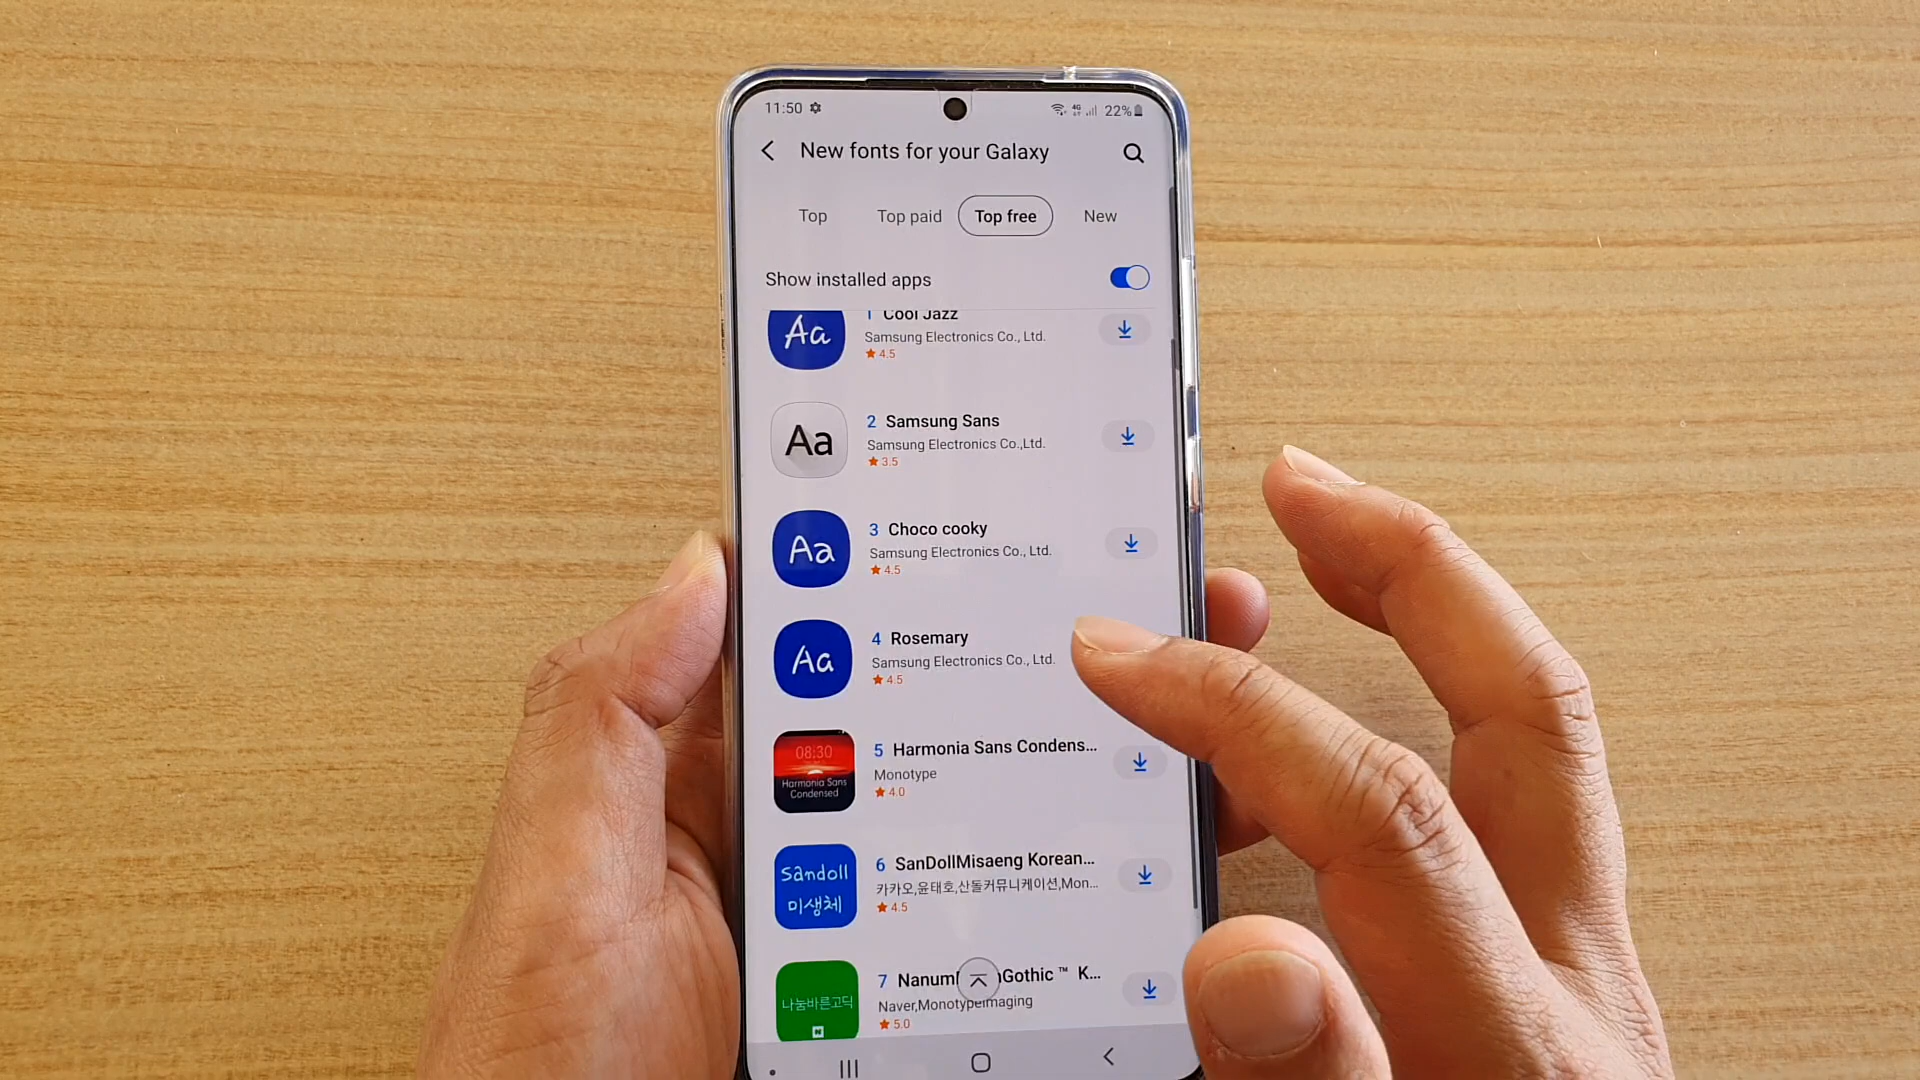 11:50
4G
22%
New fonts for your Galaxy
Top
Top paid
Top free
New
Show installed apps
Aa
1 Cool Jazz
Samsung Electronics Co., Ltd.
4.5
Aa
2 Samsung Sans
Samsung Electronics Co.,Ltd.
3.5
Aa
3 Choco cooky
Samsung Electronics Co., Ltd.
4.5
Aa
4 Rosemary
Samsung Electronics Co., Ltd.
4.5
08:30
Harmonia Sans
Condensed
5 Harmonia Sans Condens...
Monotype
4.0
Sandoll
미생체
6 SanDollMisaeng Korean...
카카오,윤태호,산돌커뮤니케이션,Mon...
4.5
나눔바른고딕
7 Gothic ™ K...
Naver,Monotypeimaging
5.0